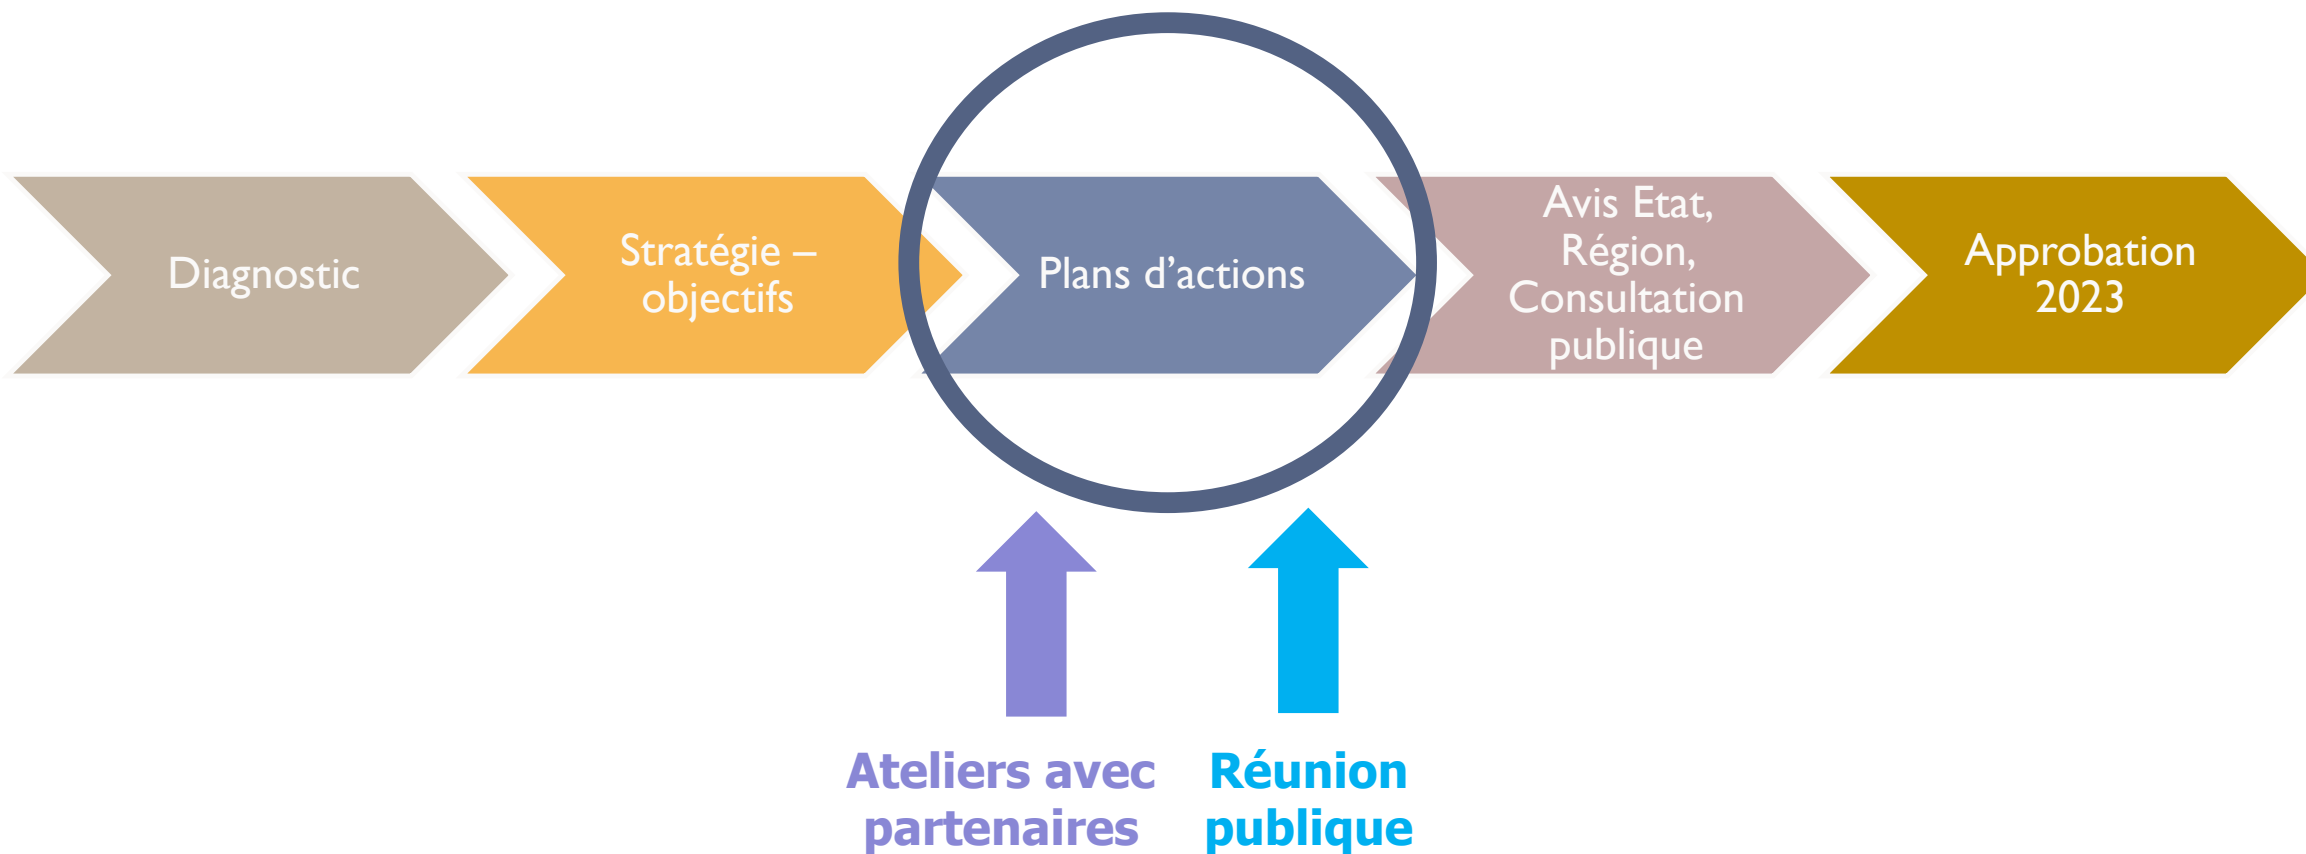 Diagnostic
Stratégie –
objectifs
Plans d’actions
Avis Etat,
Région,
Consultation
publique
Approbation
2023
Ateliers avec
partenaires
Réunion
publique